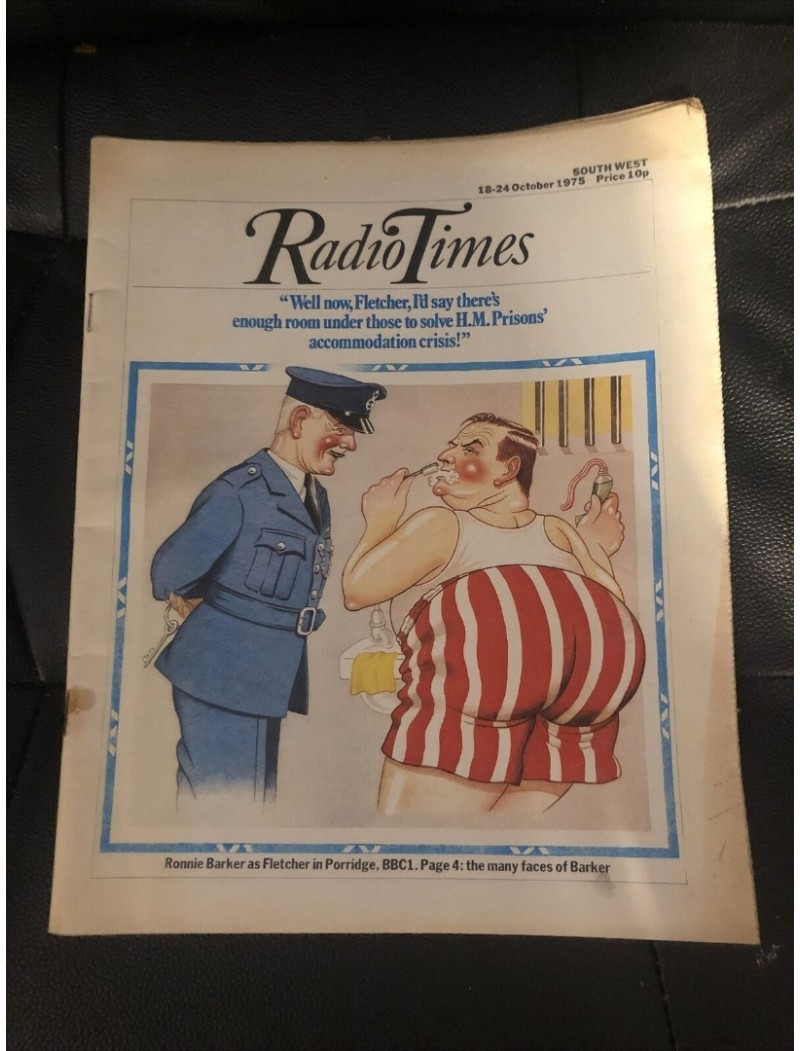 SOUTH WEST
18-24 October 1975 Price 10p
Radio Times
“Well now, Fletcher, I'd say there's
enough room under those to solve H.M. Prisons'
accommodation crisis!”
Ronnie Barker as Fletcher in Porridge, BBC1. Page 4: the many faces of Barker